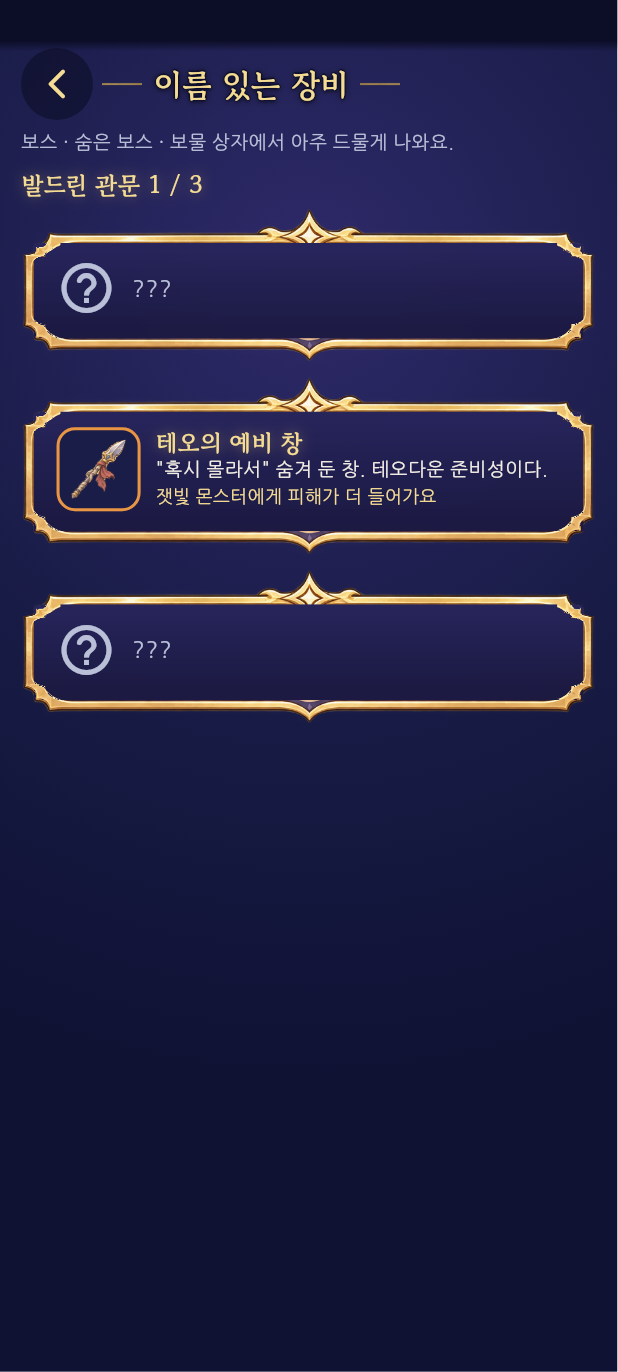 이름 있는 장비
보스 · 숨은 보스 · 보물 상자에서 아주 드물게 나와요.
발드린 관문 1 / 3
???
테오의 예비 창
"혹시 몰라서" 숨겨 둔 창. 테오다운 준비성이다.
잿빛 몬스터에게 피해가 더 들어가요
???